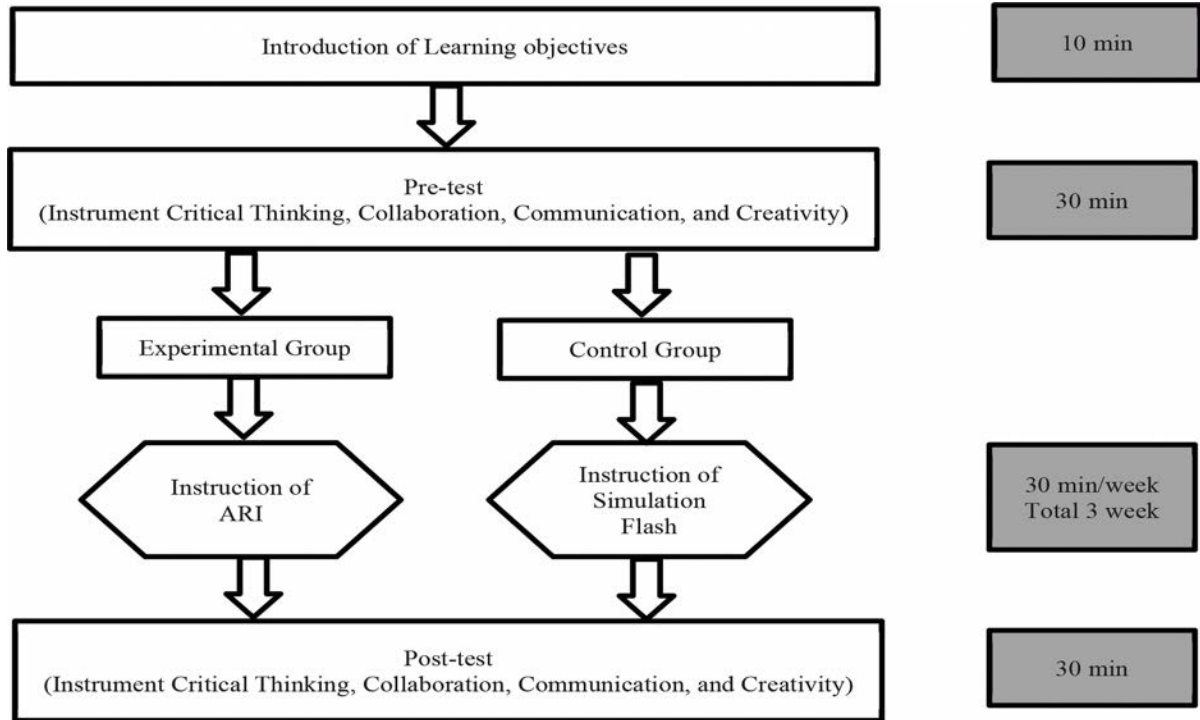 Introduction of Learning objectives
10 min
Pre-test
(Instrument Critical Thinking, Collaboration, Communication, and Creativity)
30 min
Experimental Group
Control Group
Instruction of
ARI
Instruction of
Simulation
Flash
30 min/week
Total 3 week
Post-test
(Instrument Critical Thinking, Collaboration, Communication, and Creativity)
30 min